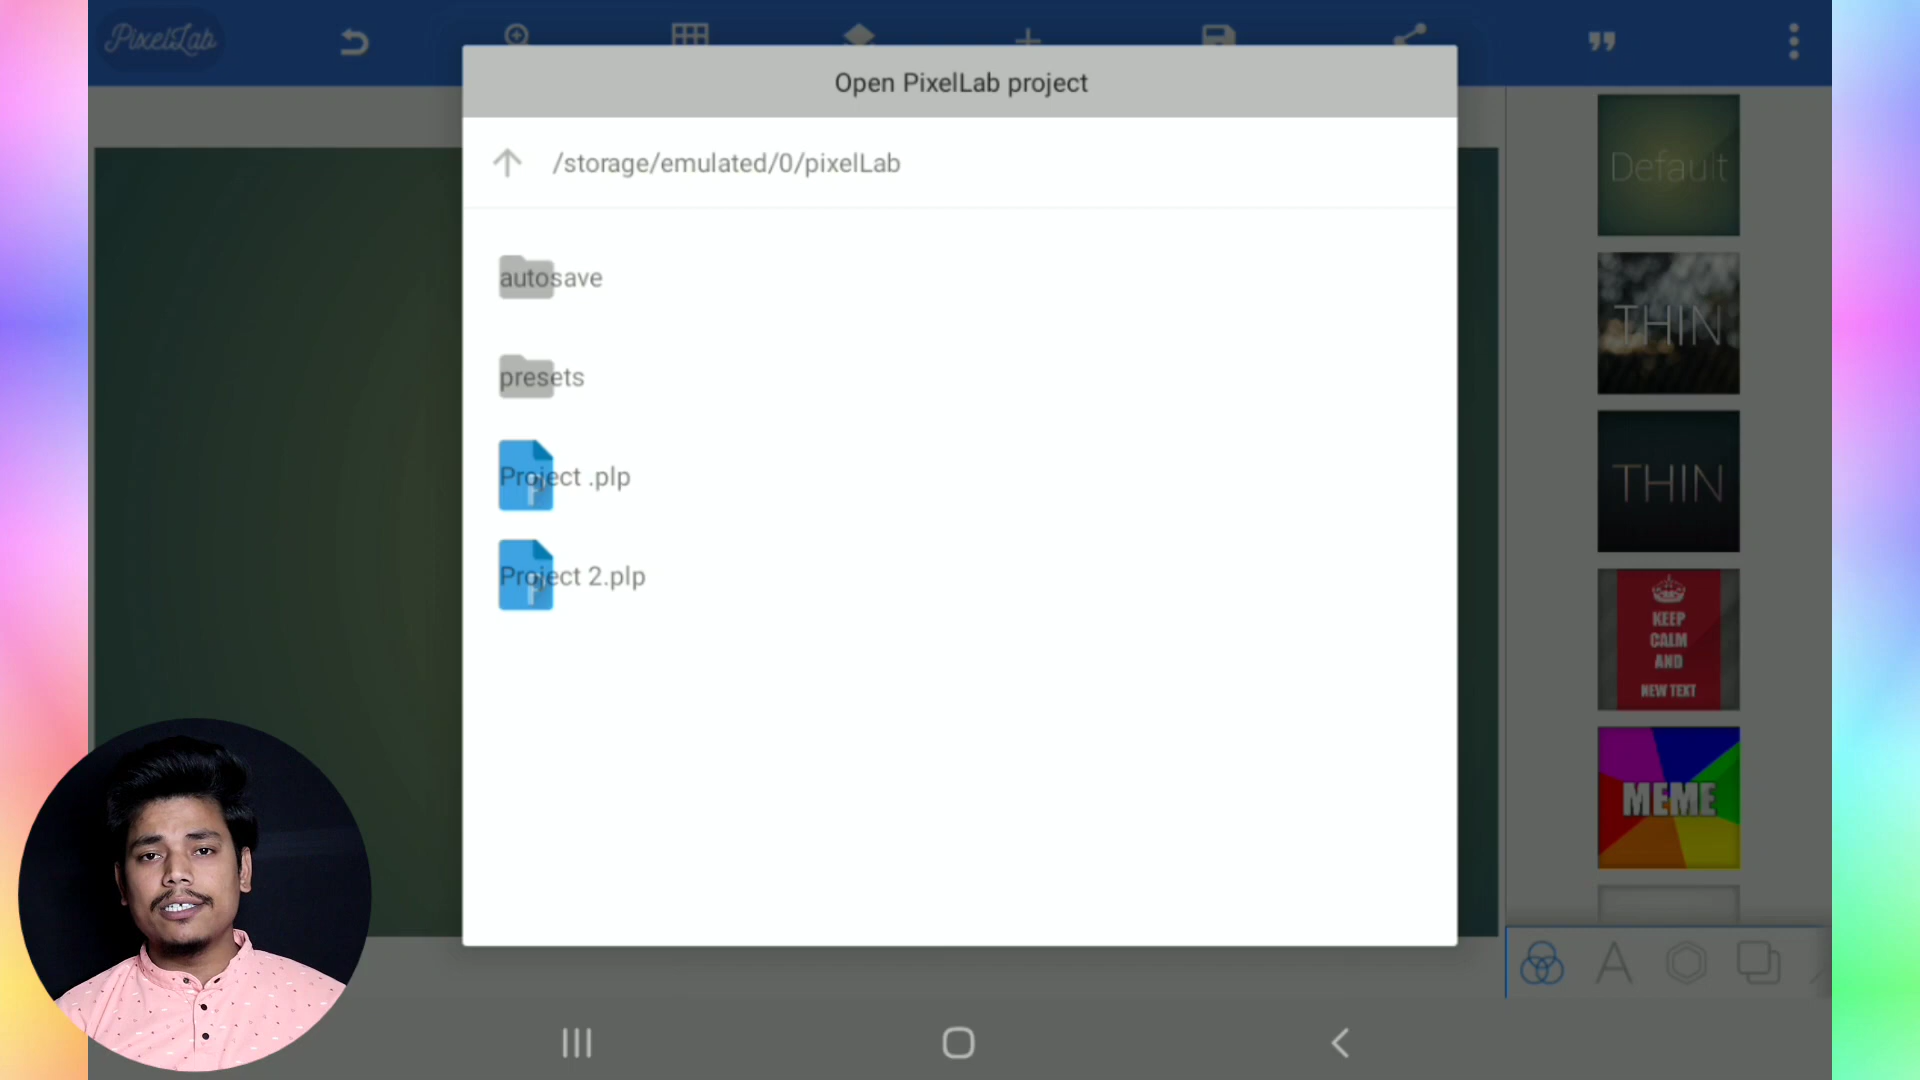 PixelLab
Open PixelLab project
/storage/emulated/0/pixelLab
autosave
presets
Project .plp
Project 2.plp
Default
THIN
THIN
KEEP
CALM
AND
NEW TEXT
MEME